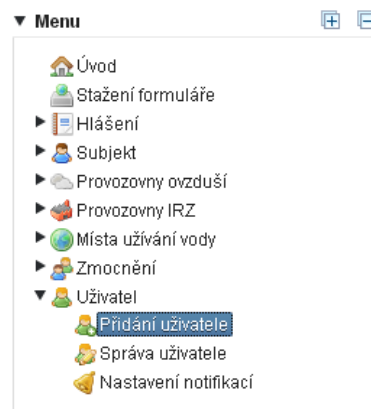 Menu
Úvod
Stažení formuláře
Hlášení
Subjekt
Provozovny ovzduší
Provozovny IRZ
Místa užívání vody
Zmocnění
Uživatel
Přidání uživatele
Správa uživatele
Nastavení notifikací